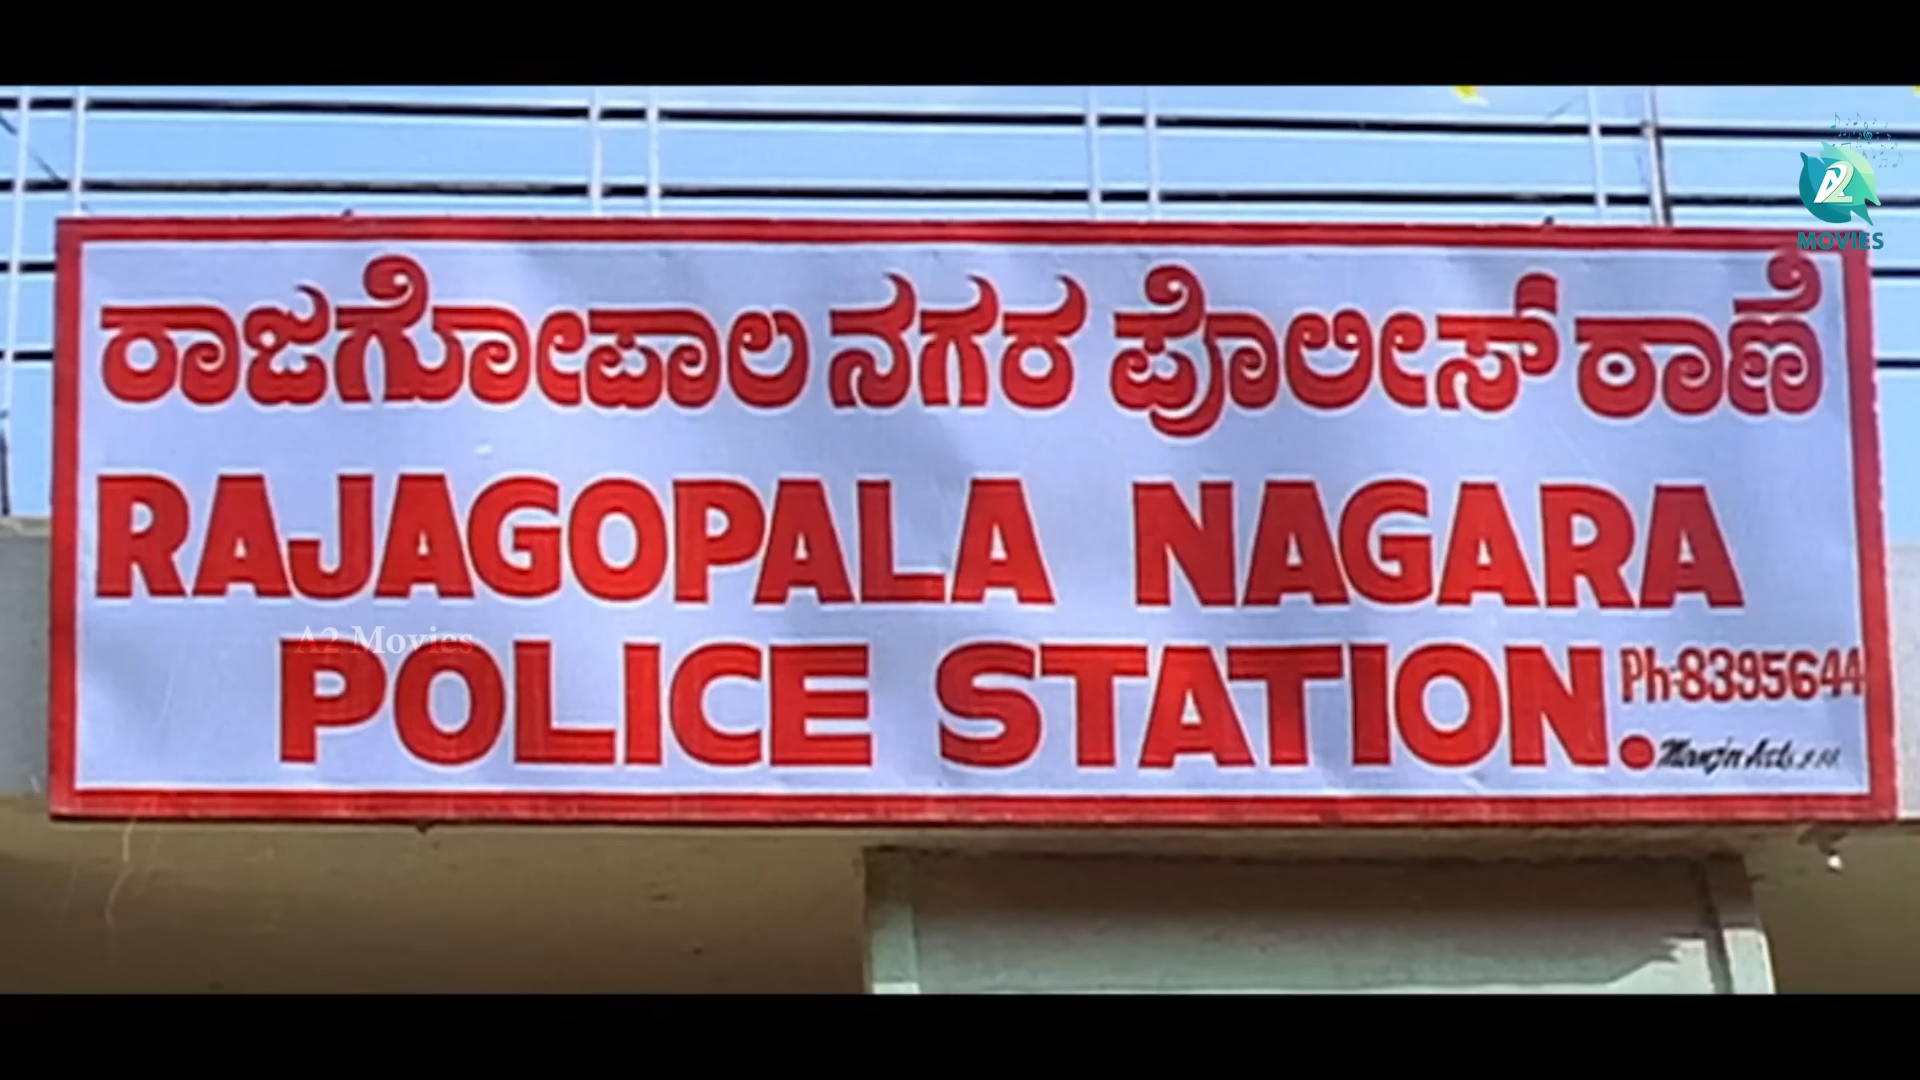 A2
MOVIES
ರಾಜಗೋಪಾಲ ನಗರ ಪೊಲೀಸ್ ಠಾಣೆ
RAJAGOPALA NAGARA
A2 Movies
POLICE STATION.
Ph:8395644